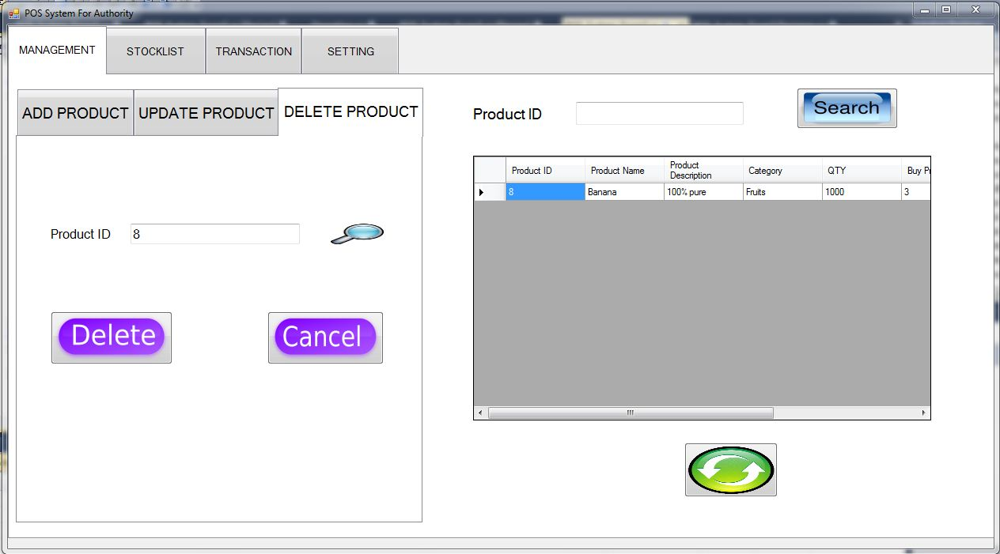 POS System For Authority
MANAGEMENT STOCKLIST TRANSACTION SETTING
ADD PRODUCT UPDATE PRODUCT DELETE PRODUCT
Product ID Search
Product ID Product Name Product Description Category QTY Buy Pr
8 Banana 100% pure Fruits 1000 3
Product ID 8
Delete Cancel